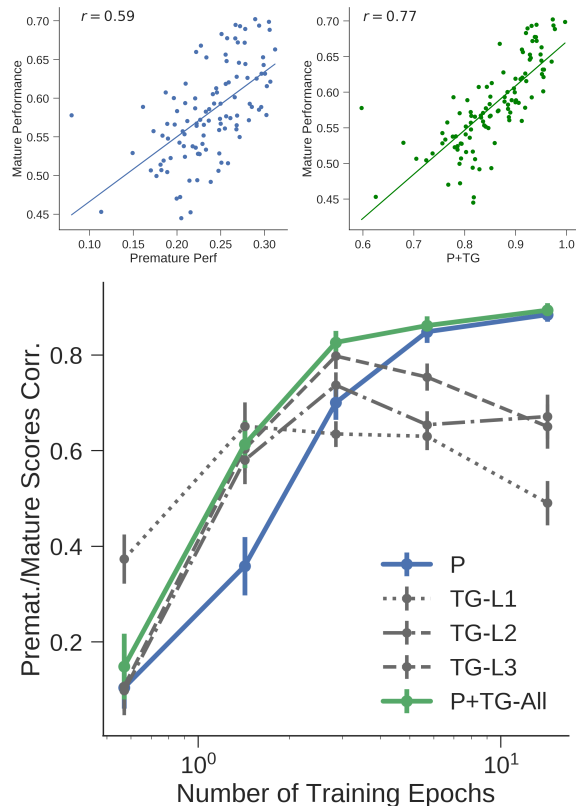 r = 0.59
Mature Performance
0.70
0.65
0.60
0.55
0.50
0.45
0.10 0.15 0.20 0.25 0.30
Premature Perf
r = 0.77
Mature Performance
0.70
0.65
0.60
0.55
0.50
0.45
0.6 0.7 0.8 0.9 1.0
P+TG
Premat./Mature Scores Corr.
0.8
0.6
0.4
0.2
P
TG-L1
TG-L2
TG-L3
P+TG-All
10⁰ 10¹
Number of Training Epochs